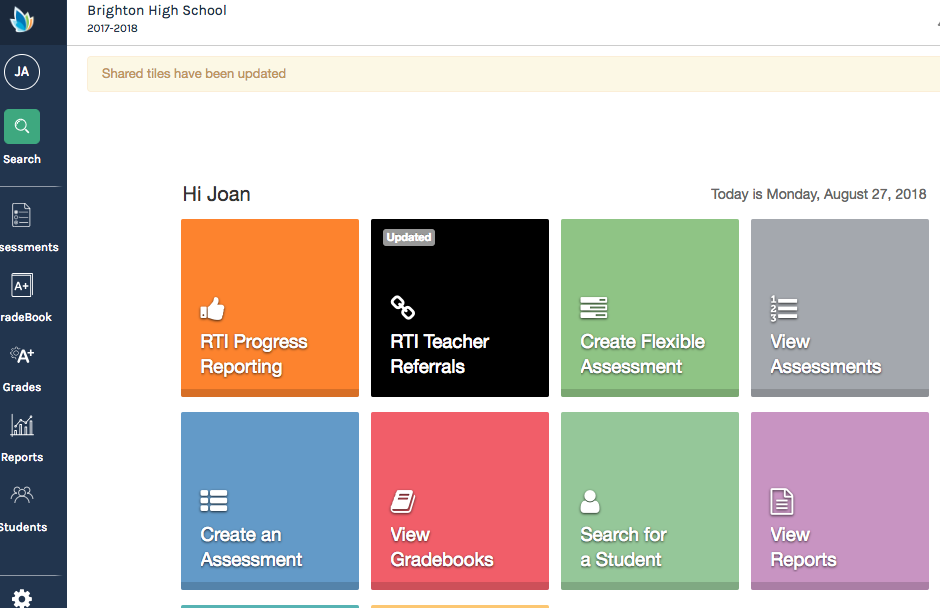 Brighton High School
2017-2018
JA
Shared tiles have been updated
Search
Hi Joan
Today is Monday, August 27, 2018
sessments
A+
radeBook
A+
Grades
Reports
Students
Updated
RTI Progress
Reporting
RTI Teacher
Referrals
Create Flexible
Assessment
1
2
3
View
Assessments
Create an
Assessment
View
Gradebooks
Search for
a Student
View
Reports